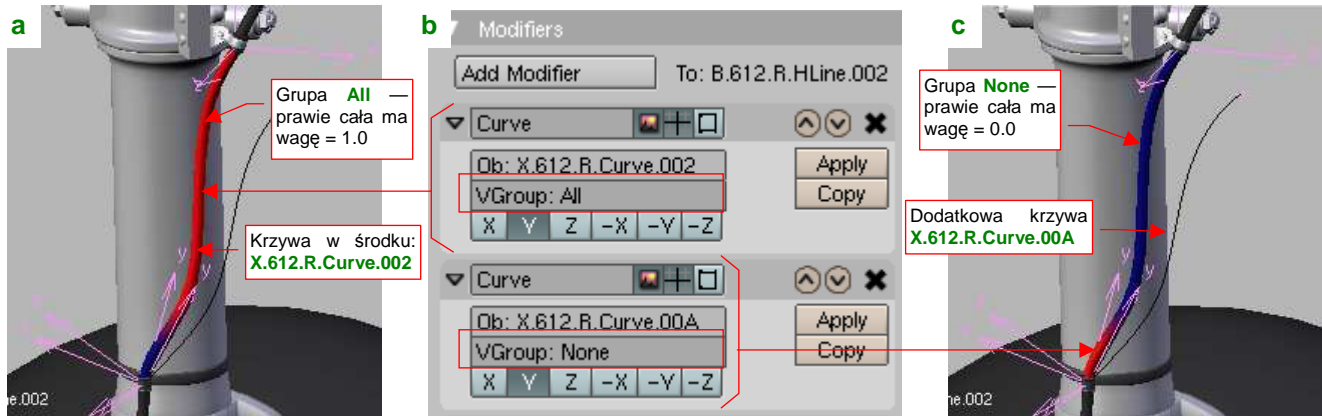 a
Grupa All —
prawie cała ma
wagę = 1.0
Krzywa w środku:
X.612.R.Curve.002
ne.002
b
Modifiers
Add Modifier
To: B.612.R.HLine.002
Curve
Ob: X.612.R.Curve.002
VGroup: All
X Y Z -X -Y -Z
Apply
Copy
Curve
Ob: X.612.R.Curve.00A
VGroup: None
X Y Z -X -Y -Z
Apply
Copy
c
Grupa None —
prawie cała ma
wagę = 0.0
Dodatkowa krzywa
X.612.R.Curve.00A
ne.002